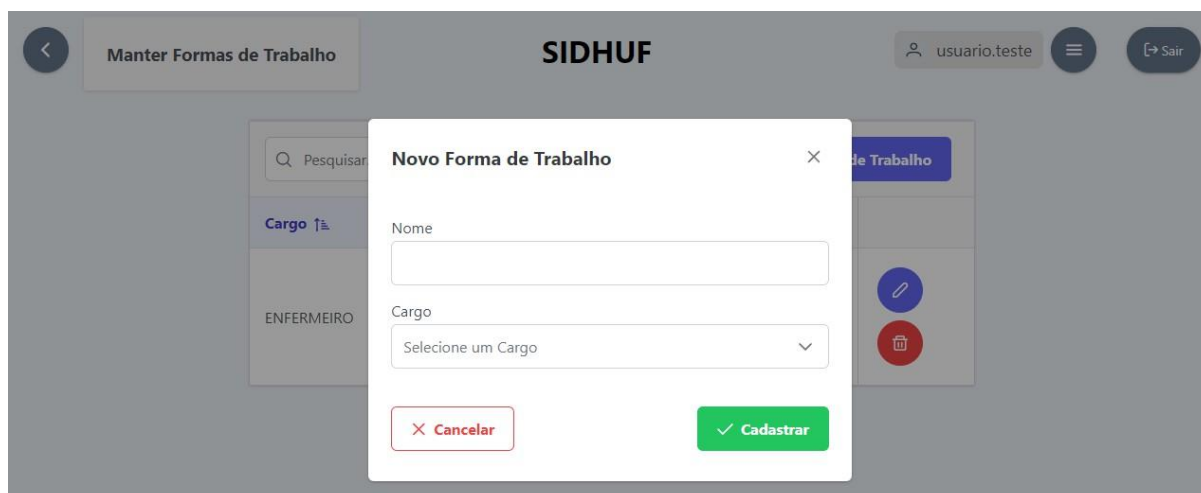 Manter Formas de Trabalho
SIDHUF
usuario.teste
Sair
Pesquisar
Novo Forma de Trabalho
de Trabalho
Cargo
Nome
Cargo
ENFERMEIRO
Selecione um Cargo
Cancelar
Cadastrar